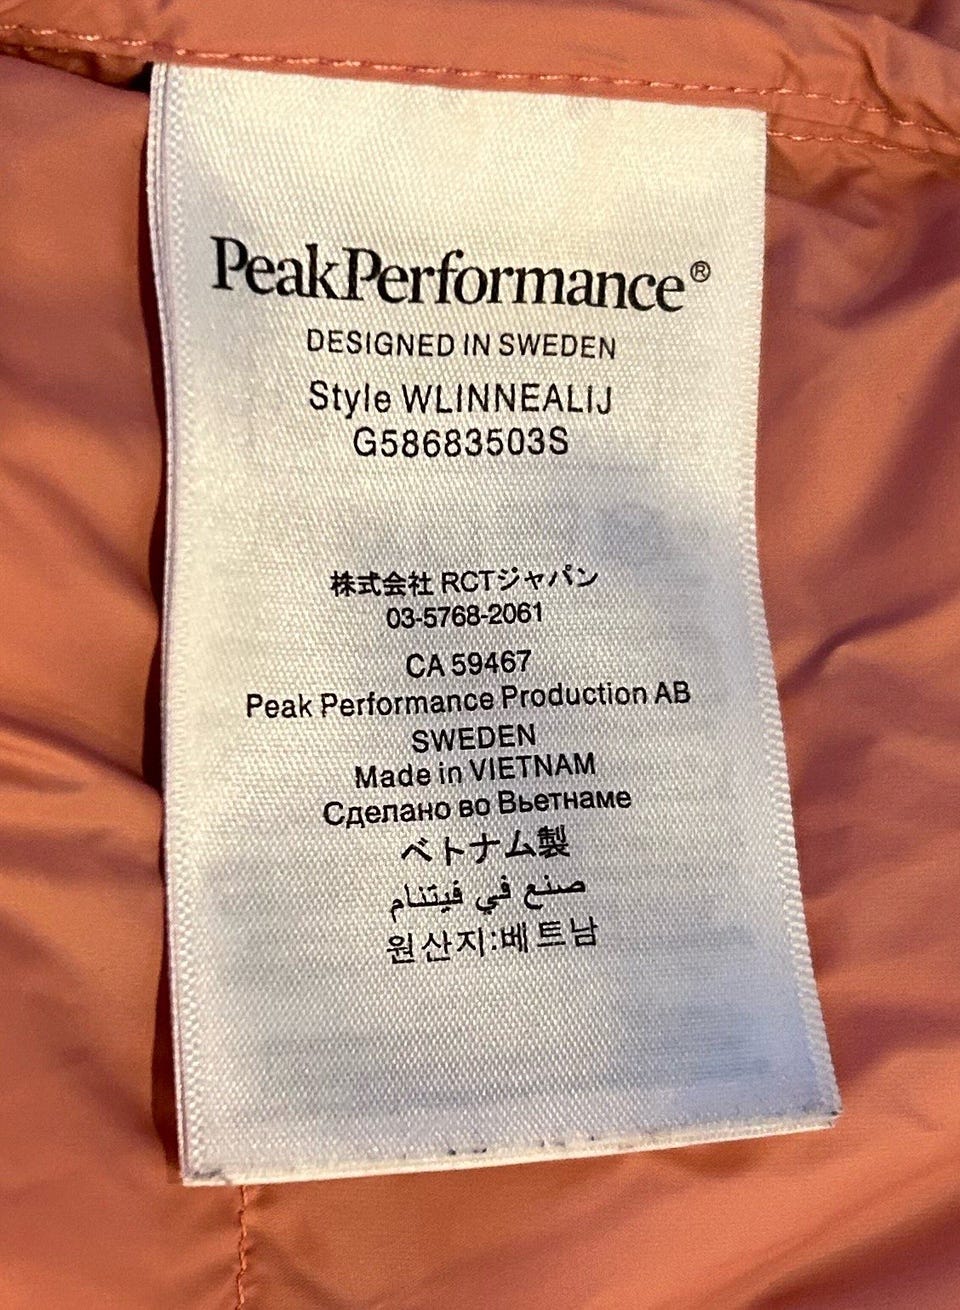 PeakPerformance®
DESIGNED IN SWEDEN
Style WLINNEALIJ
G58683503S
株式会社 RCTジャパン
03-5768-2061
CA 59467
Peak Performance Production AB
SWEDEN
Made in VIETNAM
Сделано во Вьетнаме
ベトナム製
صنع في فيتنام
원산지:베트남